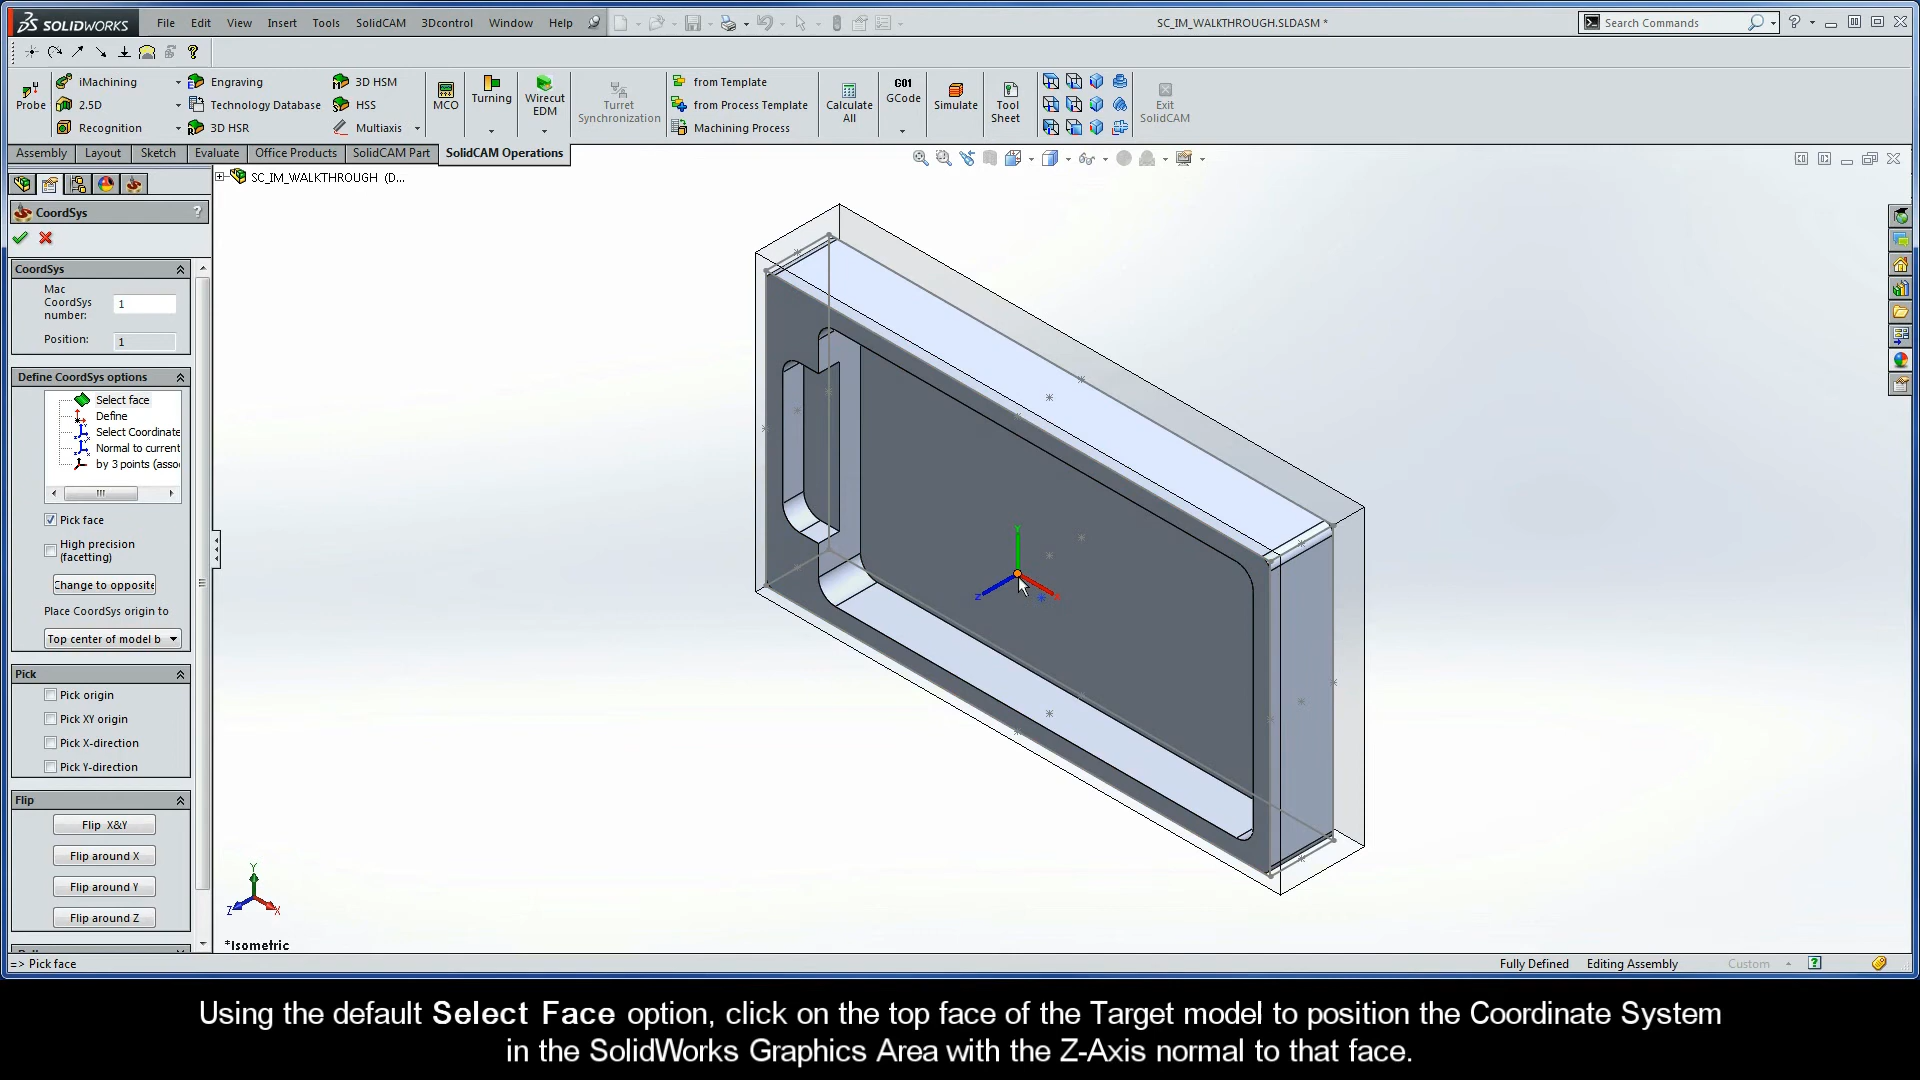 SOLIDWORKS
File Edit View Insert Tools SolidCAM 3Dcontrol Window Help
SC_IM_WALKTHROUGH.SLDASM *
Search Commands
Probe
iMachining
2.5D
Recognition
Engraving
Technology Database
3D HSR
3D HSM
HSS
Multiaxis
MCO
Turning
Wirecut
EDM
Turret
Synchronization
from Template
from Process Template
Machining Process
Calculate
All
G01
GCode
Simulate
Tool
Sheet
Exit
SolidCAM
Assembly Layout Sketch Evaluate Office Products SolidCAM Part SolidCAM Operations
SC_IM_WALKTHROUGH (D...
CoordSys
?
CoordSys
Mac
CoordSys
number:
1
Position:
1
Define CoordSys options
Select face
Define
Select Coordinate
Normal to current
by 3 points (asso
Pick face
High precision
(facetting)
Change to opposite
Place CoordSys origin to
Top center of model b
Pick
Pick origin
Pick XY origin
Pick X-direction
Pick Y-direction
Flip
Flip X&Y
Flip around X
Flip around Y
Flip around Z
Y
Z
Y
Z
X
*Isometric
=> Pick face
Fully Defined
Editing Assembly
Custom
Using the default Select Face option, click on the top face of the Target model to position the Coordinate System
in the SolidWorks Graphics Area with the Z-Axis normal to that face.